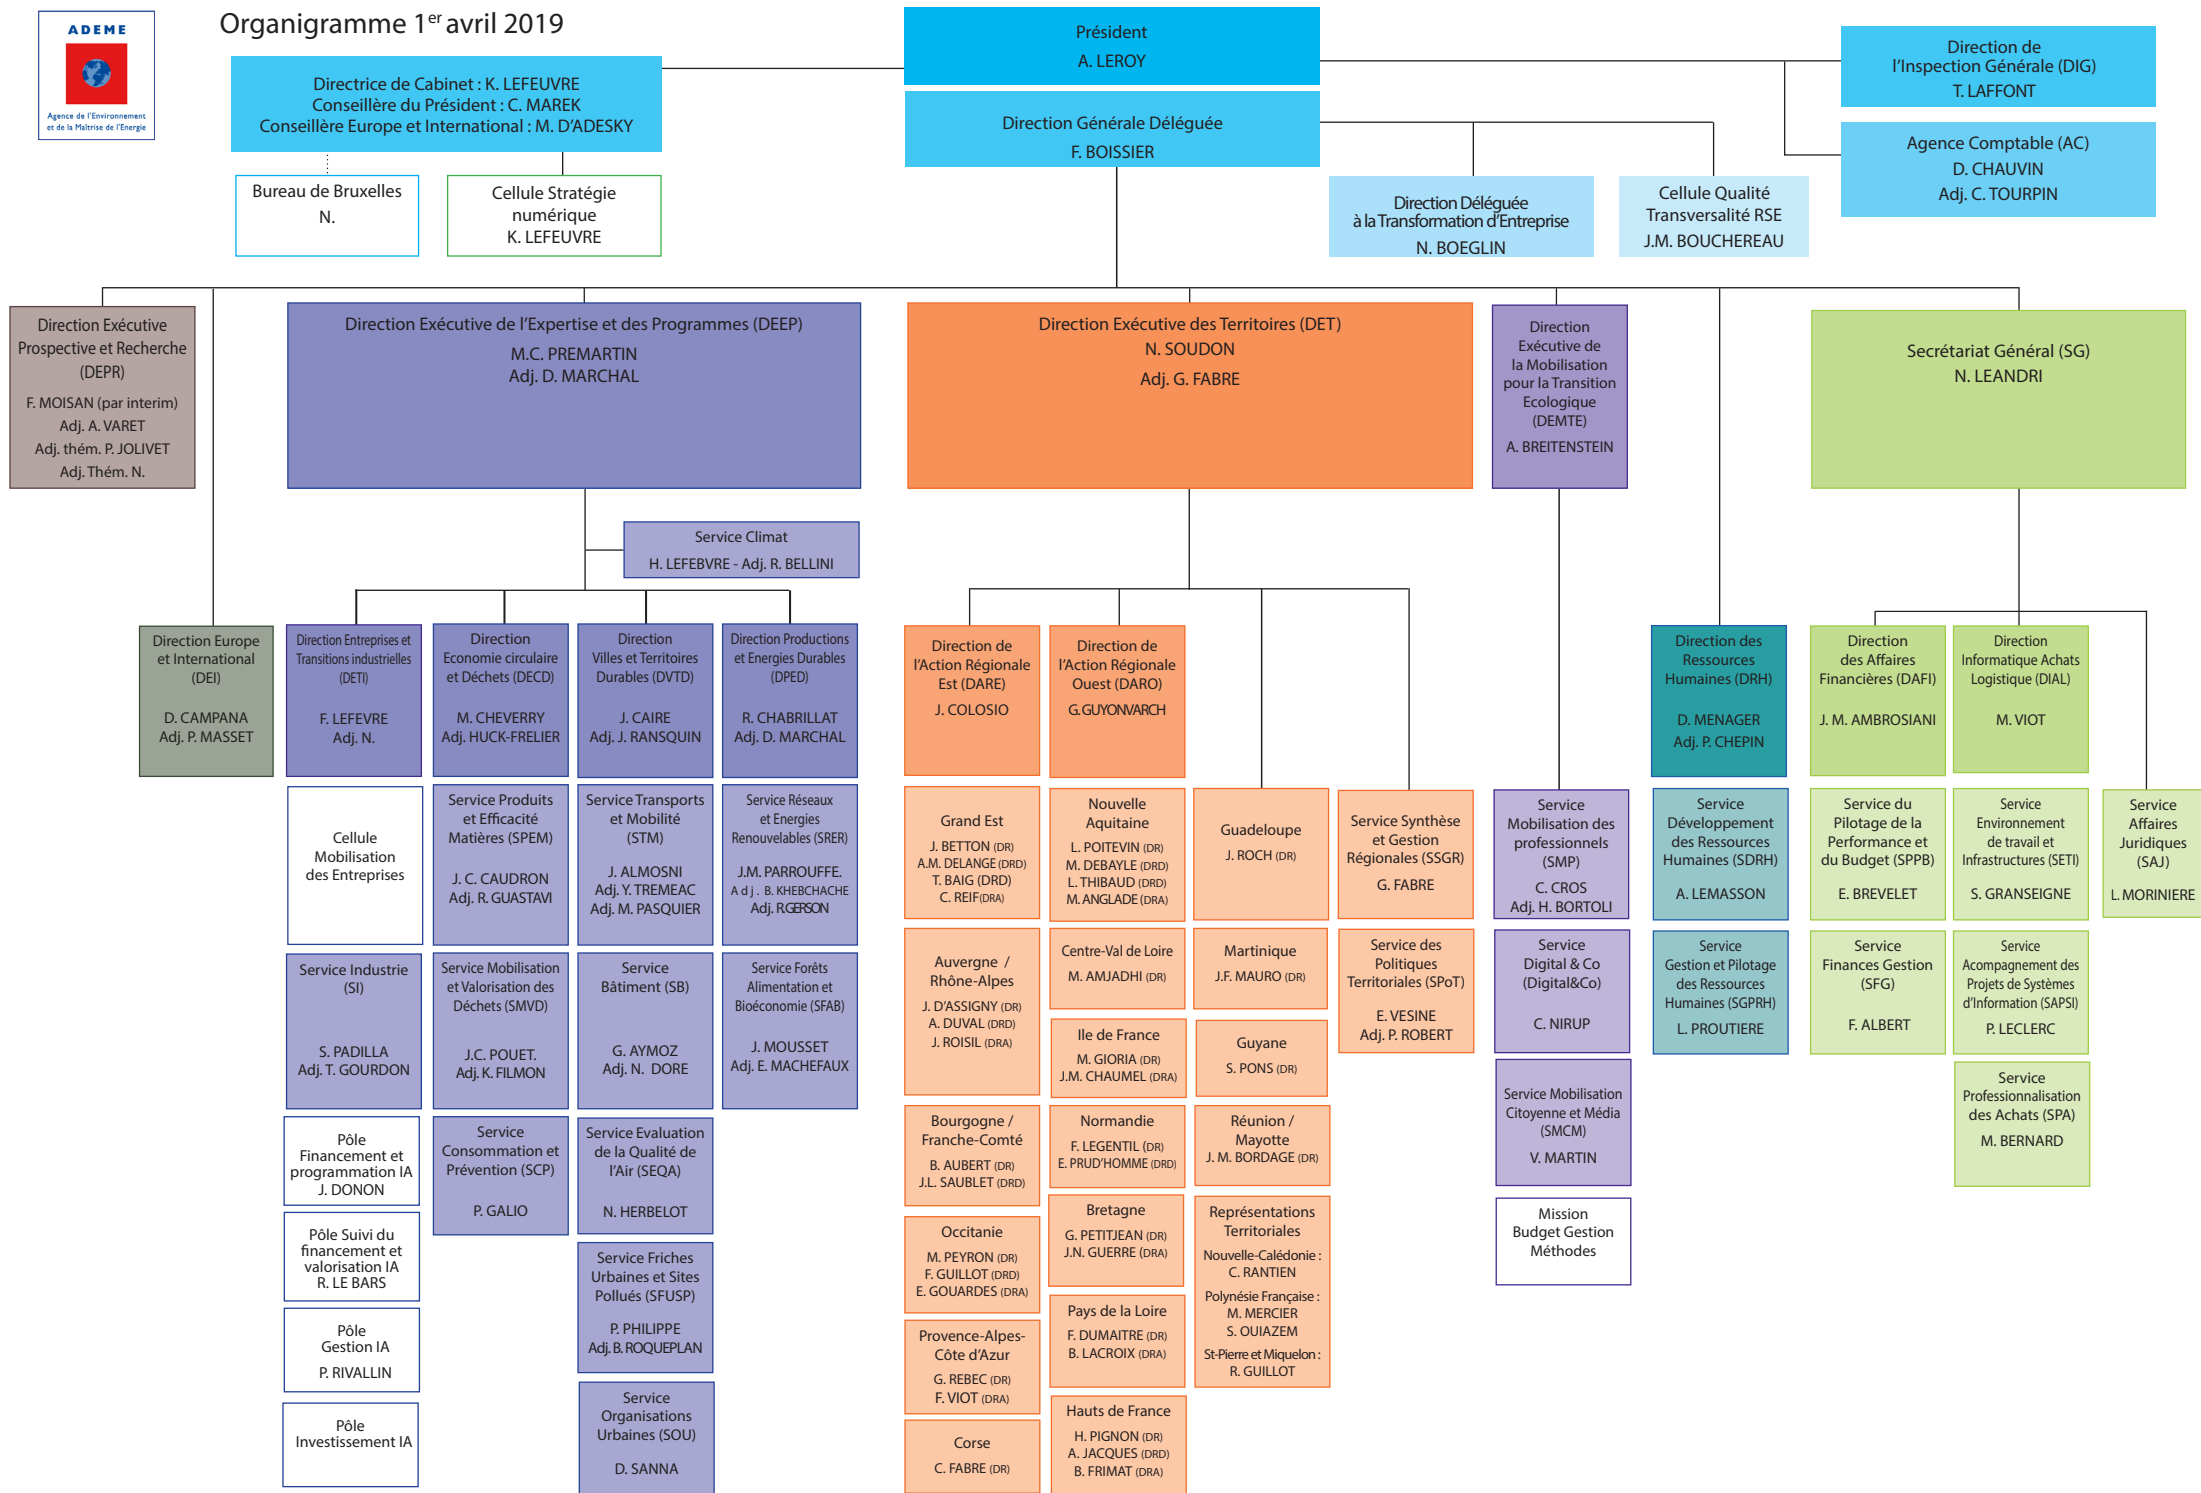 ADEME
Agence de l'Environnement
et de la Maîtrise de l'Energie
Organigramme 1er avril 2019
Président
A. LEROY
Directrice de Cabinet : K. LEFEUVRE
Conseillère du Président : C. MAREK
Conseillère Europe et International : M. D'ADESKY
Direction Générale Déléguée
F. BOISSIER
Direction de
l'Inspection Générale (DIG)
T. LAFFONT
Agence Comptable (AC)
D. CHAUVIN
Adj. C. TOURPIN
Bureau de Bruxelles
N.
Cellule Stratégie
numérique
K. LEFEUVRE
Direction Déléguée
à la Transformation d'Entreprise
N. BOEGLIN
Cellule Qualité
Transversalité RSE
J.M. BOUCHEREAU
Direction Exécutive
Prospective et Recherche
(DEPR)
F. MOISAN (par interim)
Adj. A. VARET
Adj. thém. P. JOLIVET
Adj. Thém. N.
Direction Exécutive de l'Expertise et des Programmes (DEEP)
M.C. PREMARTIN
Adj. D. MARCHAL
Direction Exécutive des Territoires (DET)
N. SOUDON
Adj. G. FABRE
Direction
Exécutive de
la Mobilisation
pour la Transition
Ecologique
(DEMTE)
A. BREITENSTEIN
Secrétariat Général (SG)
N. LEANDRI
Service Climat
H. LEFEBVRE - Adj. R. BELLINI
Direction Europe
et International
(DEI)
D. CAMPANA
Adj. P. MASSET
Direction Entreprises et
Transitions industrielles
(DETI)
F. LEFEVRE
Adj. N.
Direction
Economie circulaire
et Déchets (DECD)
M. CHEVERRY
Adj. HUCK-FRELIER
Direction
Villes et Territoires
Durables (DVTD)
J. CAIRE
Adj. J. RANSQUIN
Direction Productions
et Energies Durables
(DPED)
R. CHABRILLAT
Adj. D. MARCHAL
Direction de
l'Action Régionale
Est (DARE)
J. COLOSIO
Direction de
l'Action Régionale
Ouest (DARO)
G.GUYONVARCH
Direction des
Ressources
Humaines (DRH)
D. MENAGER
Adj. P. CHEPIN
Direction
des Affaires
Financières (DAFI)
J. M. AMBROSIANI
Direction
Informatique Achats
Logistique (DIAL)
M. VIOT
Cellule
Mobilisation
des Entreprises
Service Produits
et Efficacité
Matières (SPEM)
J. C. CAUDRON
Adj. R. GUASTAVI
Service Transports
et Mobilité
(STM)
J. ALMOSNI
Adj. Y. TREMEAC
Adj. M. PASQUIER
Service Réseaux
et Energies
Renouvelables (SRER)
J.M. PARROUFFE.
Adj. B. KHEBCHACHE
Adj. R.GERSON
Grand Est
J. BETTON (DR)
A.M. DELANGE (DRD)
T. BAIG (DRD)
C. REIF(DRA)
Nouvelle
Aquitaine
L. POITEVIN (DR)
M. DEBAYLE (DRD)
L. THIBAUD (DRD)
M. ANGLADE (DRA)
Guadeloupe
J. ROCH (DR)
Service Synthèse
et Gestion
Régionales (SSGR)
G. FABRE
Service
Mobilisation des
professionnels
(SMP)
C. CROS
Adj. H. BORTOLI
Service
Développement
des Ressources
Humaines (SDRH)
A. LEMASSON
Service du
Pilotage de la
Performance et
du Budget (SPPB)
E. BREVELET
Service
Environnement
de travail et
Infrastructures (SETI)
S. GRANSEIGNE
Service
Affaires
Juridiques
(SAJ)
L. MORINIERE
Service Industrie
(SI)
S. PADILLA
Adj. T. GOURDON
Service Mobilisation
et Valorisation des
Déchets (SMVD)
J.C. POUET.
Adj. K. FILMON
Service
Bâtiment (SB)
G. AYMOZ
Adj. N. DORE
Service Forêts
Alimentation et
Bioéconomie (SFAB)
J. MOUSSET
Adj. E. MACHEFAUX
Auvergne /
Rhône-Alpes
J. D'ASSIGNY (DR)
A. DUVAL (DRD)
J. ROISIL (DRA)
Centre-Val de Loire
M. AMJADHI (DR)
Martinique
J.F. MAURO (DR)
Service des
Politiques
Territoriales (SPoT)
E. VESINE
Adj. P. ROBERT
Service
Digital & Co
(Digital&Co)
C. NIRUP
Service
Gestion et Pilotage
des Ressources
Humaines (SGPRH)
L. PROUTIERE
Service
Finances Gestion
(SFG)
F. ALBERT
Service
Acompagnement des
Projets de Systèmes
d'Information (SAPSI)
P. LECLERC
Ile de France
M. GIORIA (DR)
J.M. CHAUMEL (DRA)
Guyane
S. PONS (DR)
Service Mobilisation
Citoyenne et Média
(SMCM)
V. MARTIN
Service
Professionnalisation
des Achats (SPA)
M. BERNARD
Pôle
Financement et
programmation IA
J. DONON
Service
Consommation et
Prévention (SCP)
P. GALIO
Service Evaluation
de la Qualité de
l'Air (SEQA)
N. HERBELOT
Bourgogne /
Franche-Comté
B. AUBERT (DR)
J.L. SAUBLET (DRD)
Normandie
F. LEGENTIL (DR)
E. PRUD'HOMME (DRD)
Réunion /
Mayotte
J. M. BORDAGE (DR)
Mission
Budget Gestion
Méthodes
Pôle Suivi du
financement et
valorisation IA
R. LE BARS
Service Friches
Urbaines et Sites
Pollués (SFUSP)
P. PHILIPPE
Adj. B. ROQUEPLAN
Occitanie
M. PEYRON (DR)
F. GUILLOT (DRD)
E. GOUARDES (DRA)
Bretagne
G. PETITJEAN (DR)
J.N. GUERRE (DRA)
Représentations
Territoriales
Nouvelle-Calédonie :
C. RANTIEN
Polynésie Française :
M. MERCIER
S. OUIAZEM
St-Pierre et Miquelon :
R. GUILLOT
Pôle
Gestion IA
P. RIVALLIN
Provence-Alpes-
Côte d'Azur
G. REBEC (DR)
F. VIOT (DRA)
Pays de la Loire
F. DUMAITRE (DR)
B. LACROIX (DRA)
Pôle
Investissement IA
Service
Organisations
Urbaines (SOU)
D. SANNA
Corse
C. FABRE (DR)
Hauts de France
H. PIGNON (DR)
A. JACQUES (DRD)
B. FRIMAT (DRA)